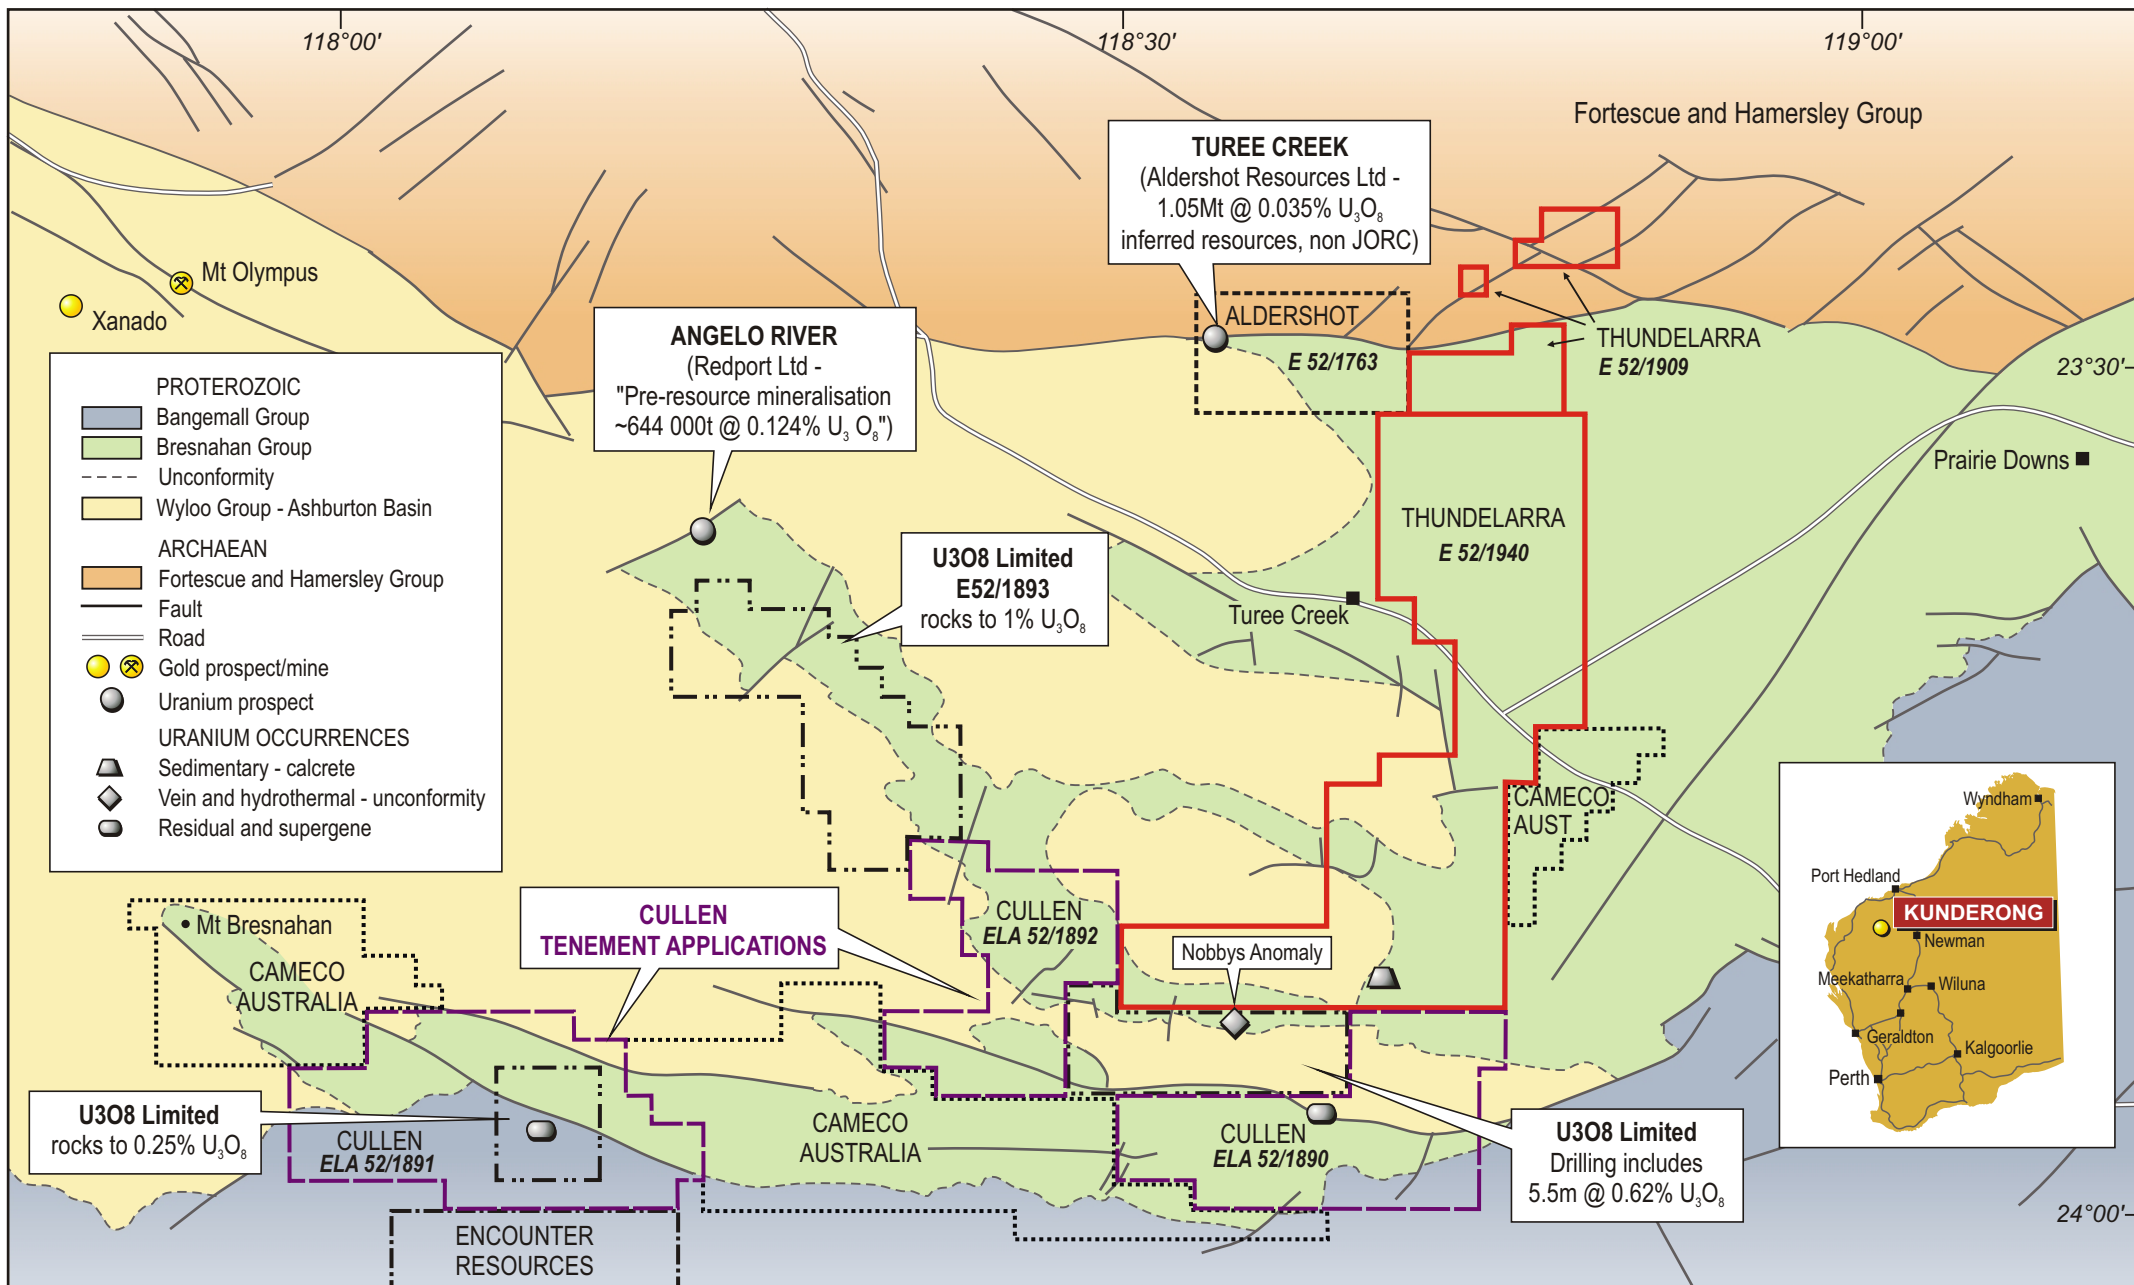 118°00'
118°30'
119°00'
Fortescue and Hamersley Group
TUREE CREEK
(Aldershot Resources Ltd -
1.05Mt @ 0.035% U₃O₈
inferred resources, non JORC)
Mt Olympus
Xanado
ANGELO RIVER
(Redport Ltd -
"Pre-resource mineralisation
~644 000t @ 0.124% U₃ O₈")
ALDERSHOT
E 52/1763
THUNDELARRA
E 52/1909
23°30'
PROTEROZOIC
Bangemall Group
Bresnahan Group
Unconformity
Wyloo Group - Ashburton Basin
ARCHAEAN
Fortescue and Hamersley Group
Fault
Road
Gold prospect/mine
Uranium prospect
URANIUM OCCURRENCES
Sedimentary - calcrete
Vein and hydrothermal - unconformity
Residual and supergene
Prairie Downs
THUNDELARRA
E 52/1940
U3O8 Limited
E52/1893
rocks to 1% U₃O₈
Turee Creek
CAMECO
AUST
Wyndham
Port Hedland
KUNDERONG
Newman
Meekatharra
Wiluna
Geraldton
Kalgoorlie
Perth
CULLEN
TENEMENT APPLICATIONS
CULLEN
ELA 52/1892
Nobbys Anomaly
Mt Bresnahan
CAMECO
AUSTRALIA
U3O8 Limited
rocks to 0.25% U₃O₈
CULLEN
ELA 52/1891
CAMECO
AUSTRALIA
CULLEN
ELA 52/1890
U3O8 Limited
Drilling includes
5.5m @ 0.62% U₃O₈
24°00'
ENCOUNTER
RESOURCES